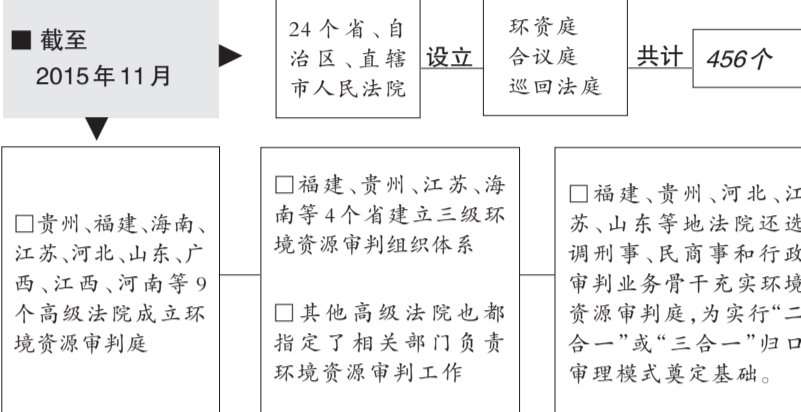 ■ 截至
2015年11月
24个省、自
治区、直辖
市人民法院
设立
环资庭
合议庭
巡回法庭
共计
456个
□贵州、福建、海南、
江苏、河北、山东、广
西、江西、河南等9
个高级法院成立环
境资源审判庭
□福建、贵州、江苏、海
南等4个省建立三级环
境资源审判组织体系
□其他高级法院也都
指定了相关部门负责
环境资源审判工作
□福建、贵州、河北、江
苏、山东等地法院还选
调刑事、民商事和行政
审判业务骨干充实环境
资源审判庭,为实行“二
合一”或“三合一”归口
审理模式奠定基础。